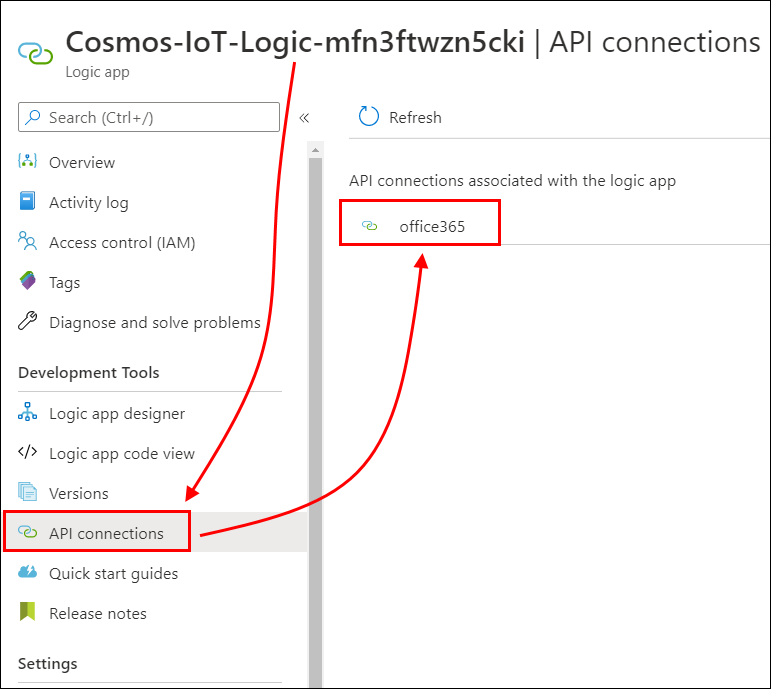 Cosmos-IoT-Logic-mfn3ftwzn5cki | API connections
Logic app
Search (Ctrl+/)
«
Refresh
Overview
Activity log
Access control (IAM)
Tags
Diagnose and solve problems
Development Tools
Logic app designer
</> Logic app code view
Versions
API connections
Quick start guides
Release notes
Settings
API connections associated with the logic app
office365